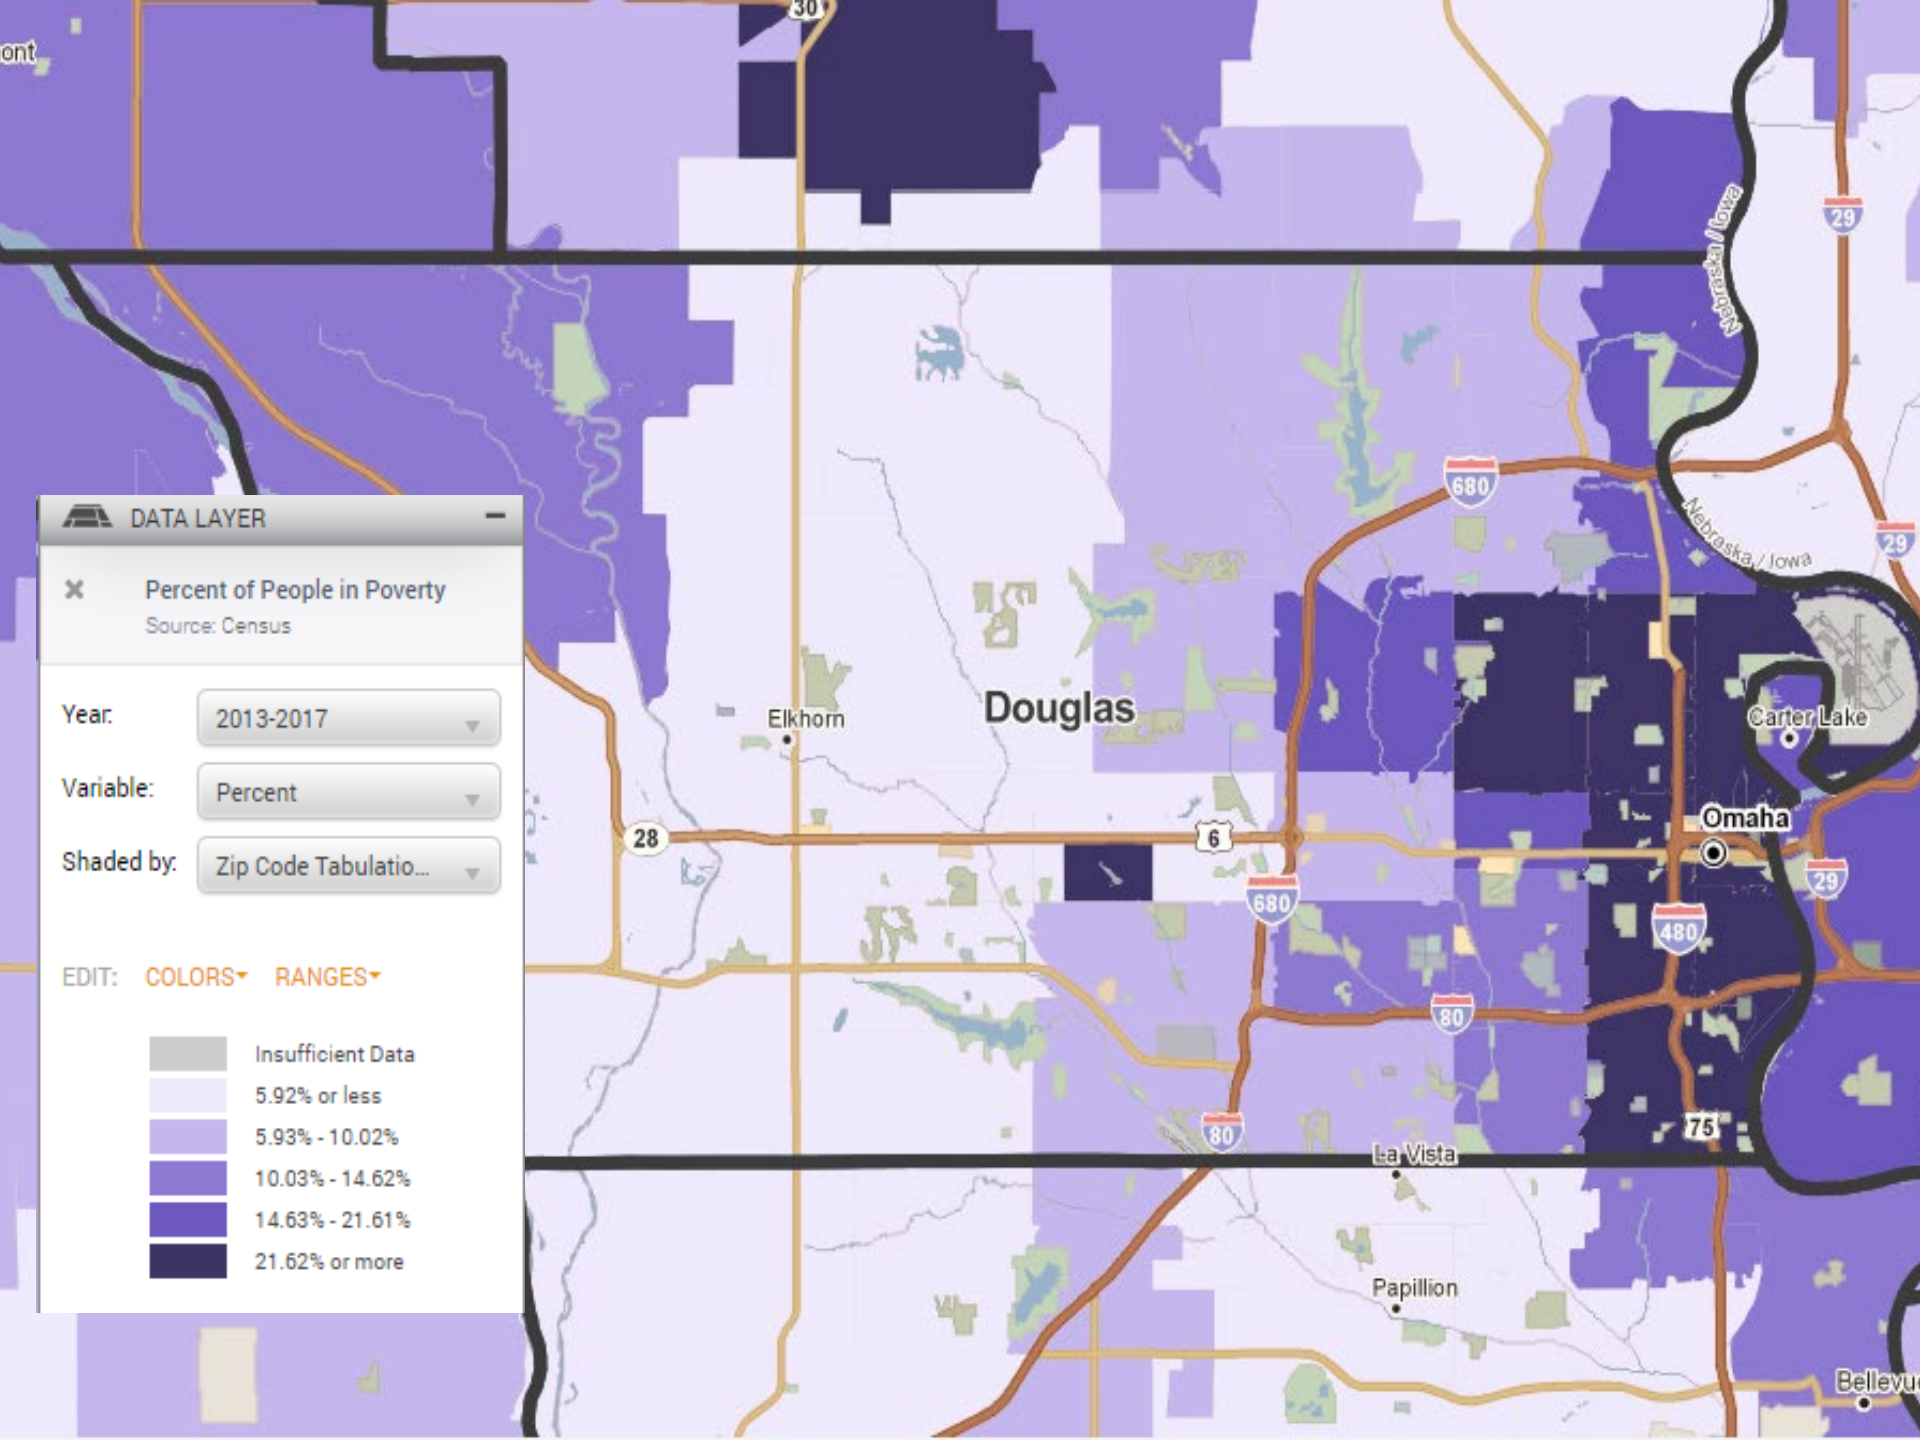 30
ont
29
Nebraska / Iowa
680
Nebraska / Iowa
29
DATA LAYER
Percent of People in Poverty
Source: Census
Year:
2013-2017
Variable:
Percent
Shaded by:
Zip Code Tabulatio...
EDIT: COLORS RANGES
Insufficient Data
5.92% or less
5.93% - 10.02%
10.03% - 14.62%
14.63% - 21.61%
21.62% or more
Douglas
Elkhorn
Carter Lake
Omaha
28
6
680
29
480
80
80
75
La Vista
Papillion
Bellevue